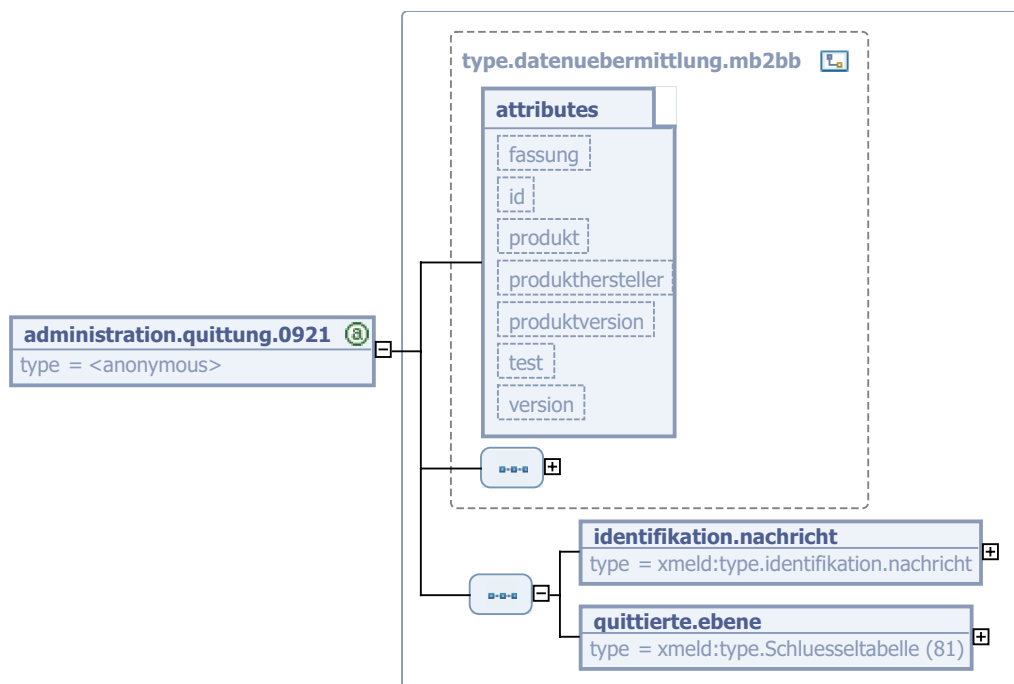 type.datenuebermittlung.mb2bb
attributes
fassung
id
produkt
produkthersteller
produktversion
test
version
administration.quittung.0921 @
type = <anonymous>
identifikation.nachricht
type = xmeld:type.identifikation.nachricht
quittierte.ebene
type = xmeld:type.Schluesseltabelle (81)